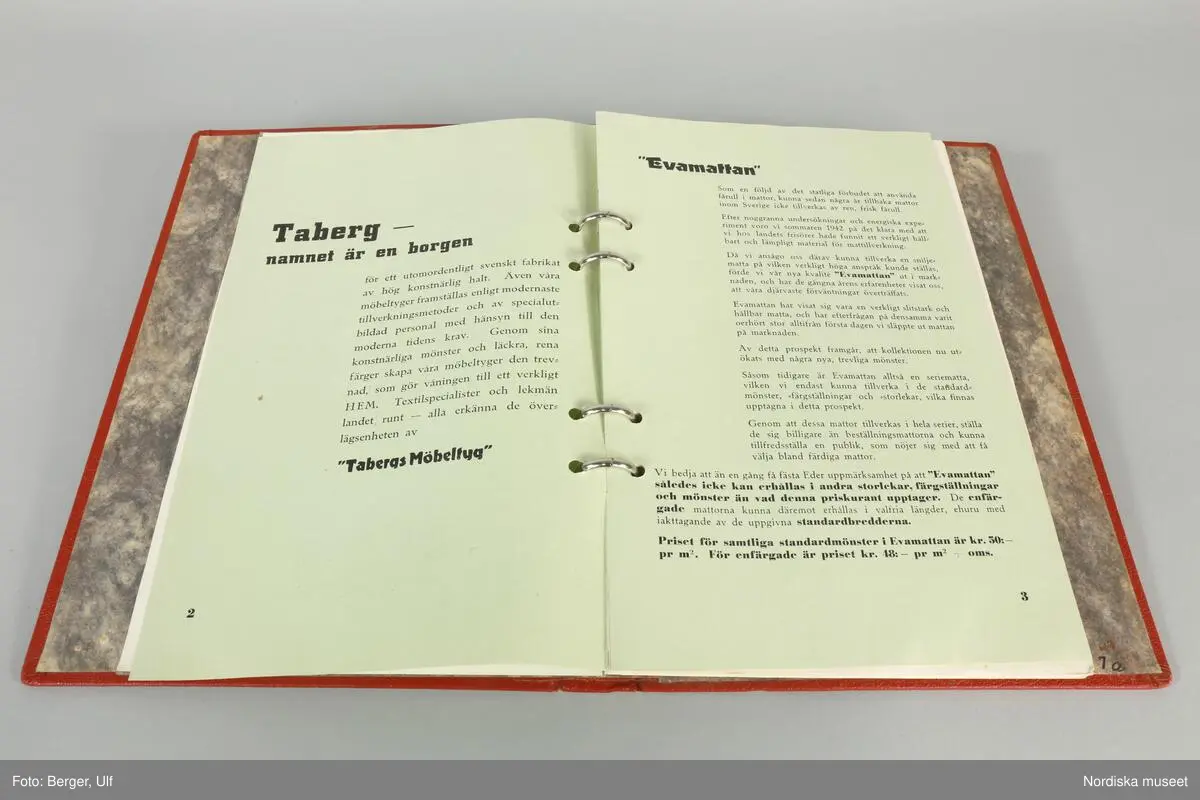 Taberg —
namnet är en borgen
för ett utomordentligt svenskt fabrikat
av hög konstnärlig halt. Även våra
möbeltyger framställas enligt modernaste
tillverkningsmetoder och av specialut-
bildad personal med hänsyn till den
moderna tidens krav. Genom sina
konstnärliga mönster och läckra, rena
färger skapa våra möbeltyger den trev-
nad, som gör våningen till ett verkligt
HEM. Textilspecialister och lekmän
landet runt — alla erkänna de över-
lägsenheten av
"Tabergs Möbeltyg"
2
"Evamattan"
Som en följd av det statliga förbudet att använda
fårull i mattor, kunna sedan några år tillbaka mattor
inom Sverige icke tillverkas av ren, frisk fårull.
Efter noggranna undersökningar och energiska expe-
riment voro vi sommaren 1942 på det klara med att
vi hos landets frisörer hade funnit ett verkligt håll-
bart och lämpligt material för mattillverkning.
Då vi ansågo oss därav kunna tillverka en snilje-
matta på vilken verkligt höga anspråk kunde ställas,
förde vi vår nya kvalité "Evamattan" ut i mark-
naden, och har de gångna årens erfarenheter visat oss,
att våra djärvaste förväntningar överträffats.
Evamattan har visat sig vara en verkligt slitstark och
hållbar matta, och har efterfrågan på densamma varit
oerhört stor alltifrån första dagen vi släppte ut mattan
på marknaden.
Av detta prospekt framgår, att kollektionen nu ut-
ökats med några nya, trevliga mönster.
Såsom tidigare är Evamattan alltså en seriematta,
vilken vi endast kunna tillverka i de standard-
mönster, -färgställningar och -storlekar, vilka finnas
upptagna i detta prospekt.
Genom att dessa mattor tillverkas i hela serier, ställa
de sig billigare än beställningsmattorna och kunna
tillfredsställa en publik, som nöjer sig med att få
välja bland färdiga mattor.
Vi bedja att än en gång få fästa Eder uppmärksamhet på att "Evamattan"
således icke kan erhållas i andra storlekar, färgställningar
och mönster än vad denna priskurant upptager. De enfär-
gade mattorna kunna däremot erhållas i valfria längder, ehuru med
iakttagande av de uppgivna standardbredderna.
Priset för samtliga standardmönster i Evamattan är kr. 50:—
pr m². För enfärgade är priset kr. 48:— pr m² - oms.
3
1a
Foto: Berger, Ulf
Nordiska museet